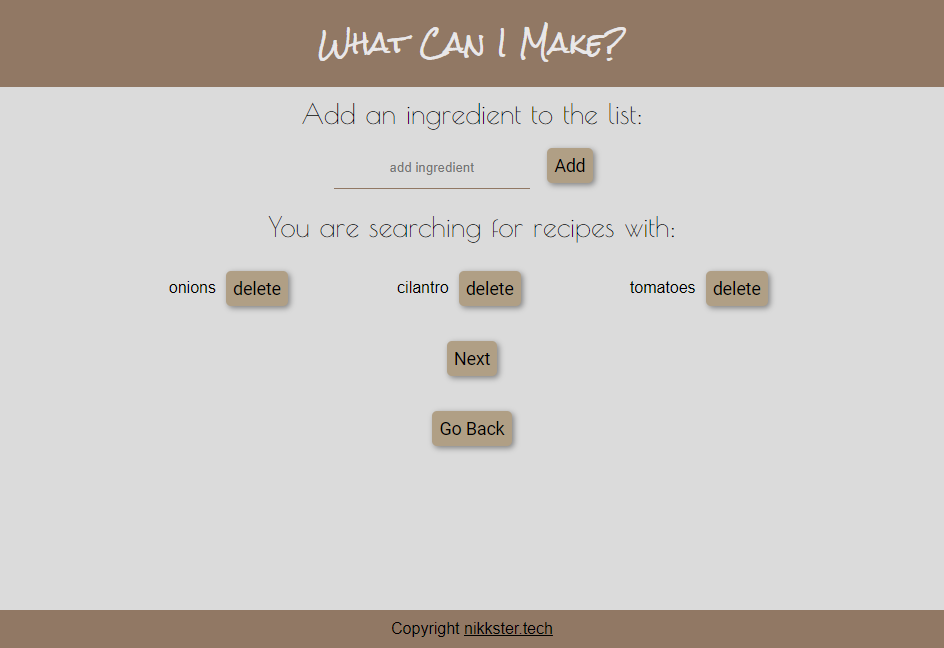 What Can I Make?
Add an ingredient to the list:
add ingredient Add
You are searching for recipes with:
onions delete cilantro delete tomatoes delete
Next
Go Back
Copyright nikkster.tech